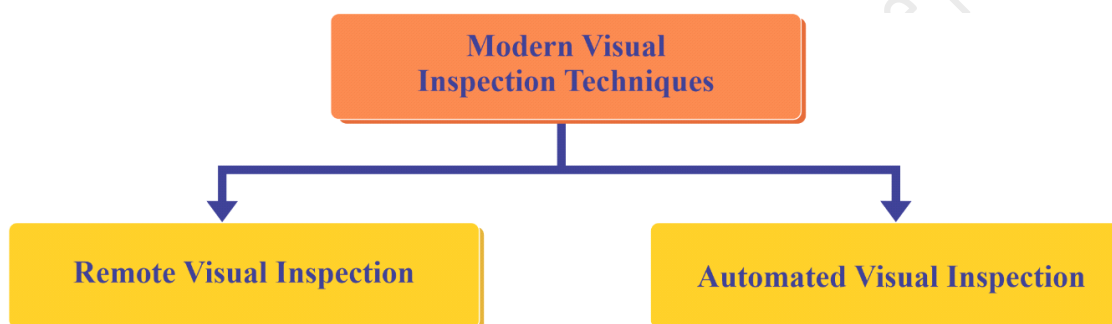 Modern Visual
Inspection Techniques
Remote Visual Inspection
Automated Visual Inspection